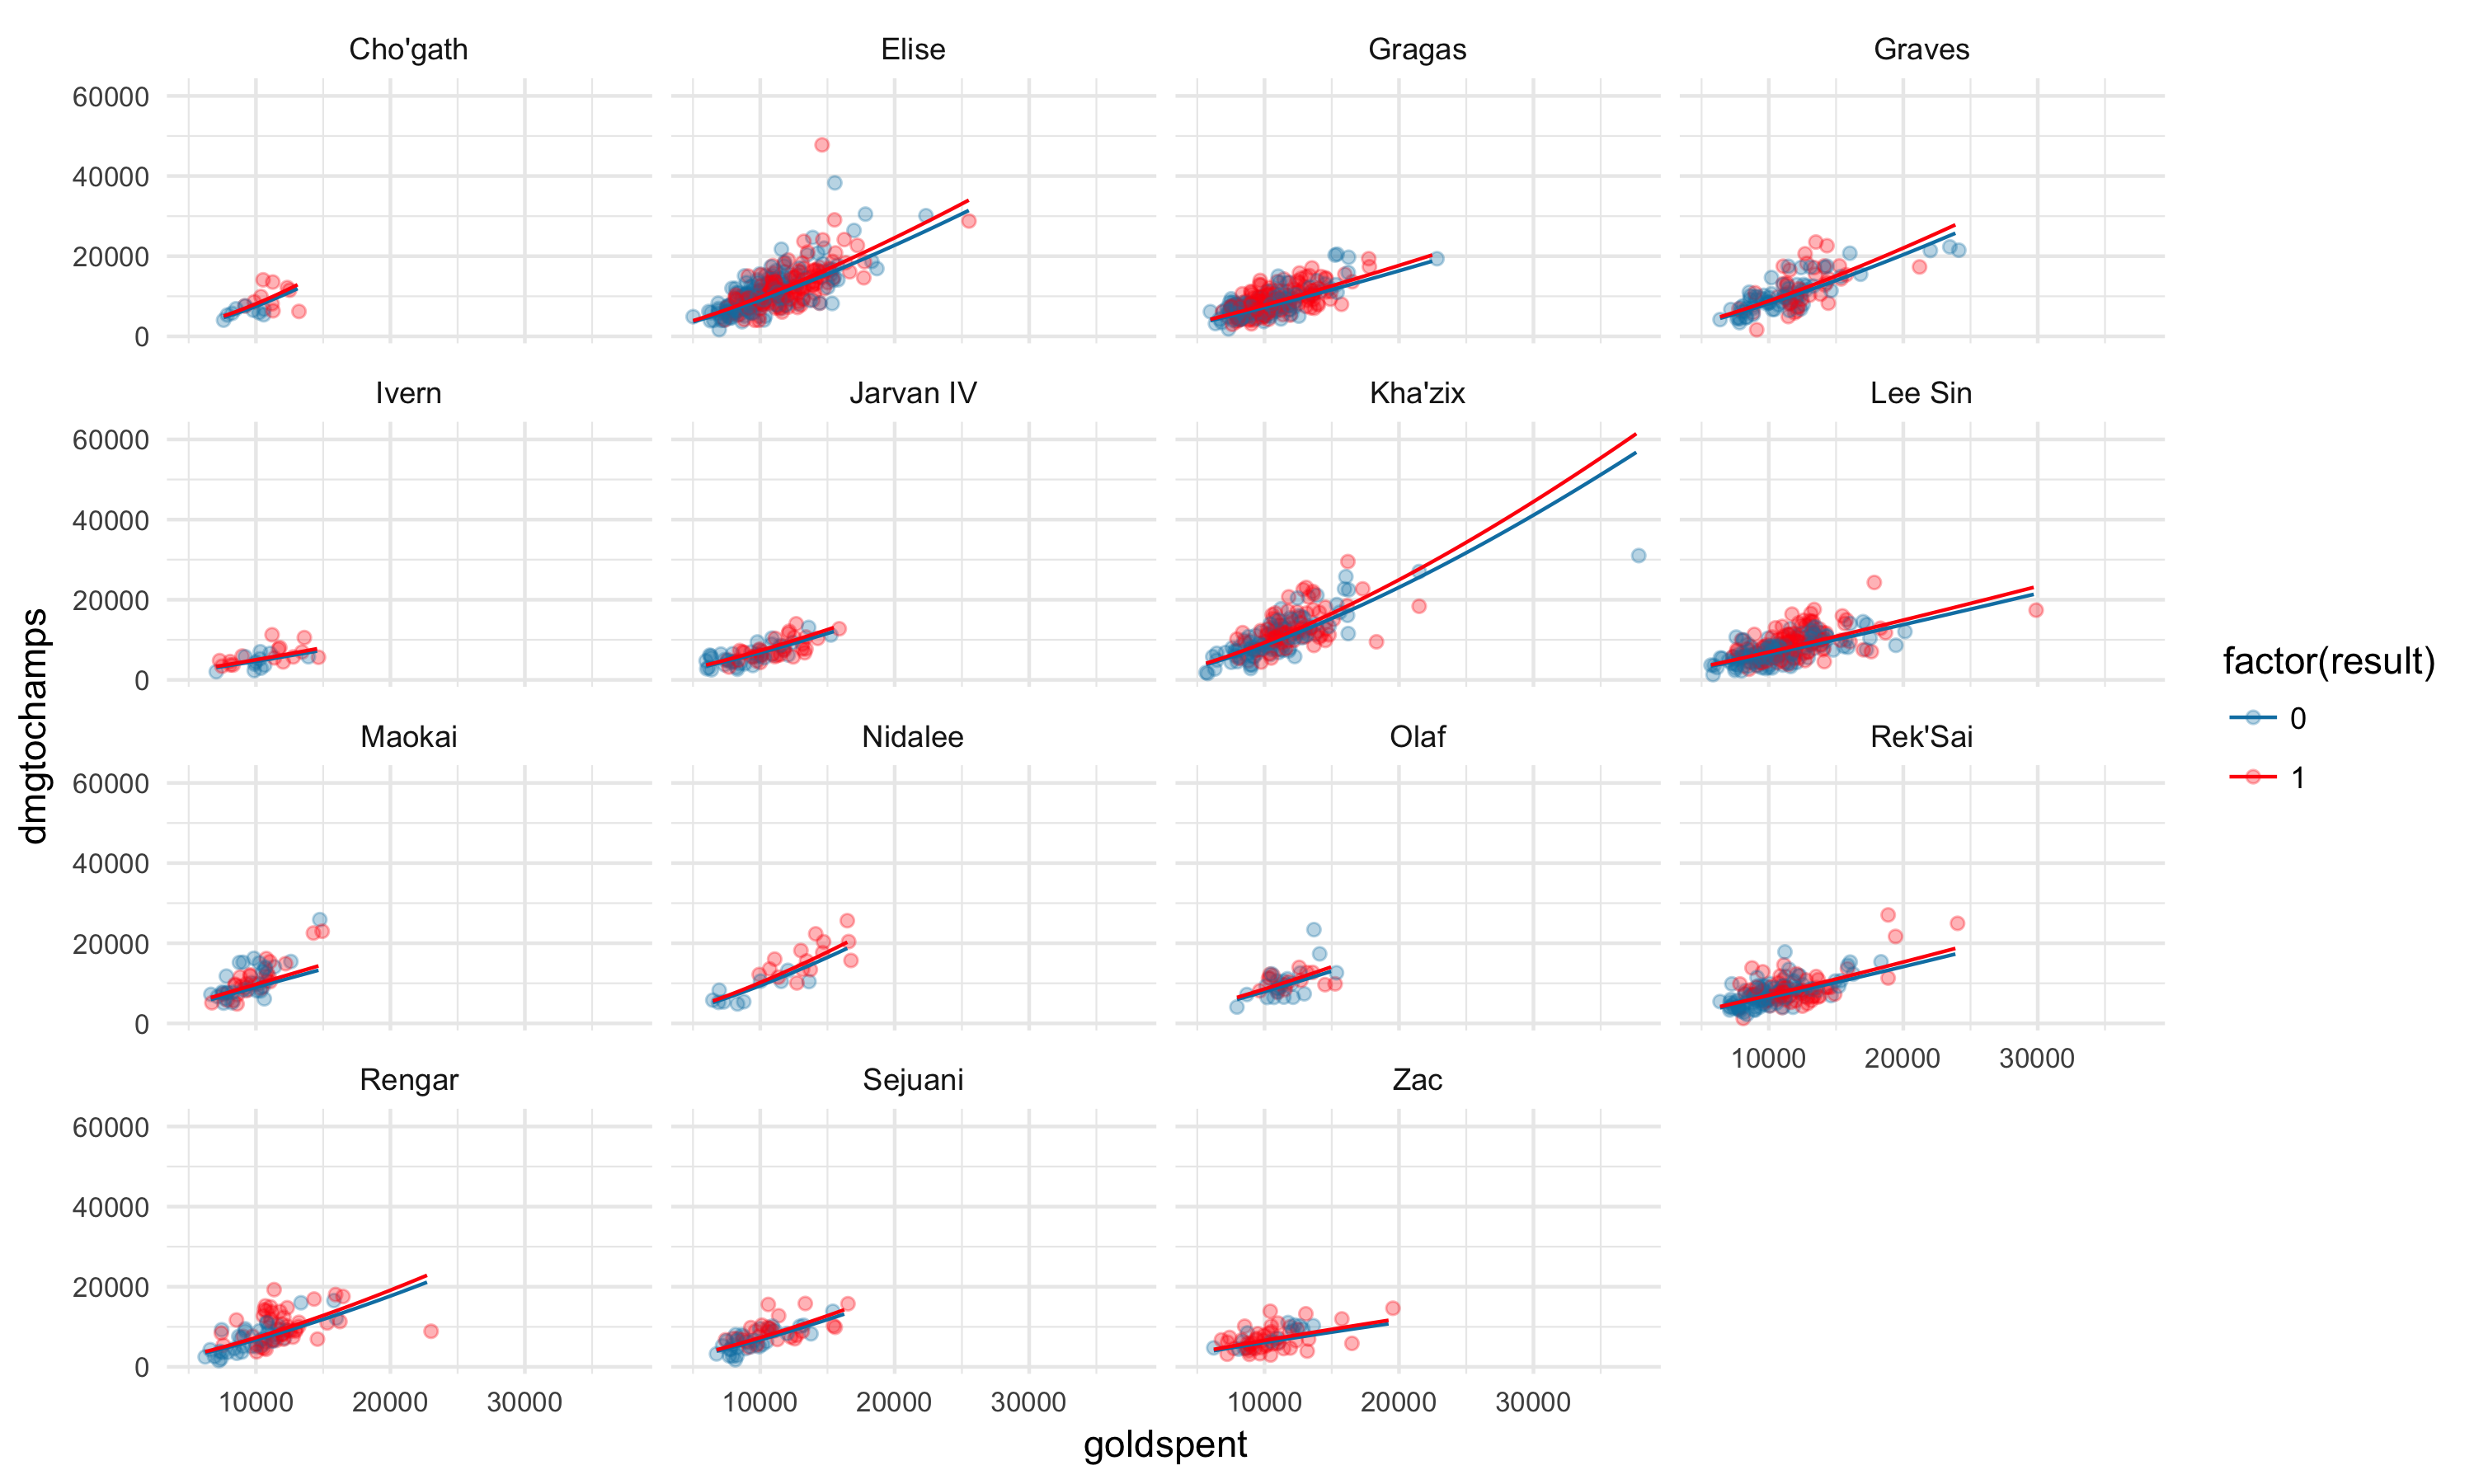 Cho'gath Elise Gragas Graves
60000
40000
20000
0
Ivern Jarvan IV Kha'zix Lee Sin
60000
40000
20000
0
Maokai Nidalee Olaf Rek'Sai
60000
40000
20000
0
10000 20000 30000
Rengar Sejuani Zac
60000
40000
20000
0
10000 20000 30000 10000 20000 30000 10000 20000 30000
goldspent
dmgtochamps
factor(result)
0
1